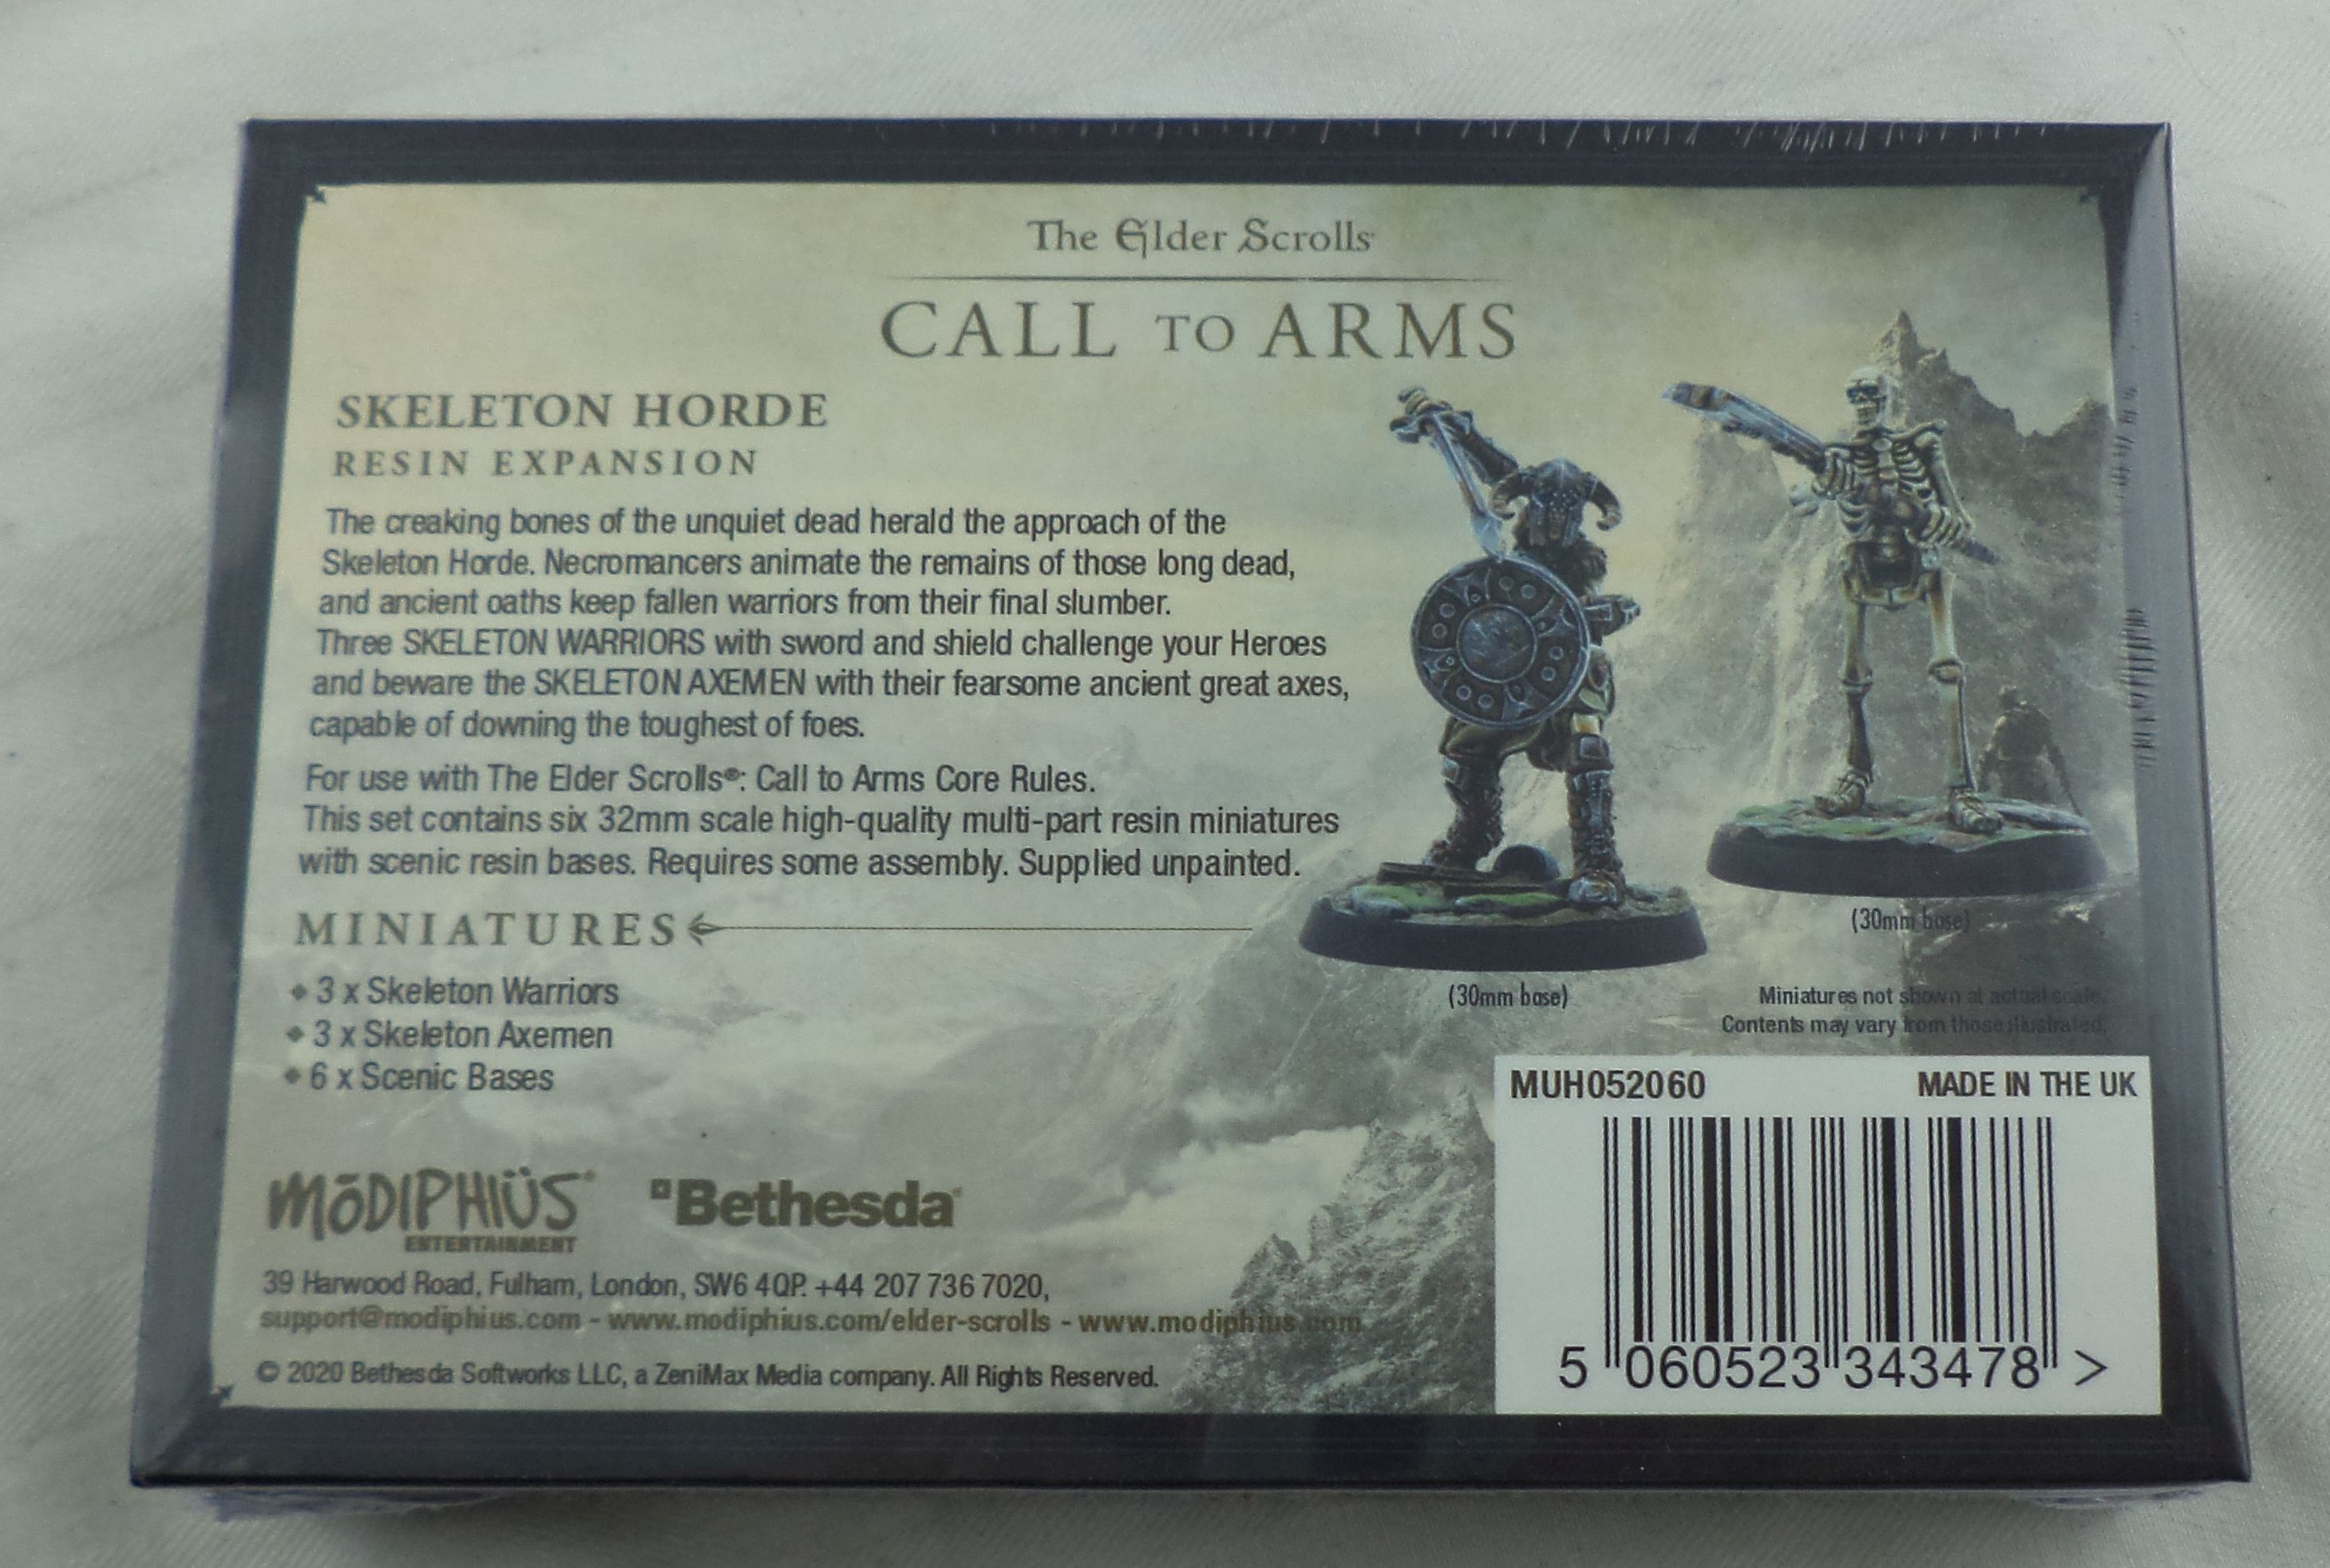 The Elder Scrolls
CALL TO ARMS
SKELETON HORDE
RESIN EXPANSION
The creaking bones of the unquiet dead herald the approach of the
Skeleton Horde. Necromancers animate the remains of those long dead,
and ancient oaths keep fallen warriors from their final slumber.
Three SKELETON WARRIORS with sword and shield challenge your Heroes
and beware the SKELETON AXEMEN with their fearsome ancient great axes,
capable of downing the toughest of foes.
For use with The Elder Scrolls®: Call to Arms Core Rules.
This set contains six 32mm scale high-quality multi-part resin miniatures
with scenic resin bases. Requires some assembly. Supplied unpainted.
MINIATURES
3 x Skeleton Warriors
3 x Skeleton Axemen
6 x Scenic Bases
(30mm base)
(30mm base)
Miniatures not shown at actual scale.
Contents may vary from those illustrated.
MUH052060 MADE IN THE UK
5 060523 343478 >
MŌDIPHIÜS®
ENTERTAINMENT
Bethesda®
39 Harwood Road, Fulham, London, SW6 4QP. +44 207 736 7020,
support@modiphius.com - www.modiphius.com/elder-scrolls - www.modiphius.com
© 2020 Bethesda Softworks LLC, a ZeniMax Media company. All Rights Reserved.